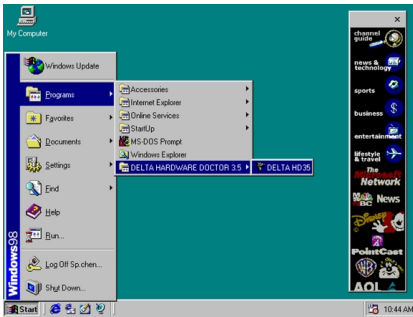 My Computer
Windows Update
Programs
Favorites
Documents
Settings
Find
Help
Run...
Log Off Sp.chen...
Shut Down...
Windows98
Accessories
Internet Explorer
Online Services
StartUp
MS-DOS Prompt
Windows Explorer
DELTA HARDWARE DOCTOR 3.5
DELTA HD35
channel
guide
news &
technology
sports
business
entertainment
lifestyle
& travel
The
Microsoft
Network
News
Disney
PointCast
WB
AOL
Start
10:44 AM